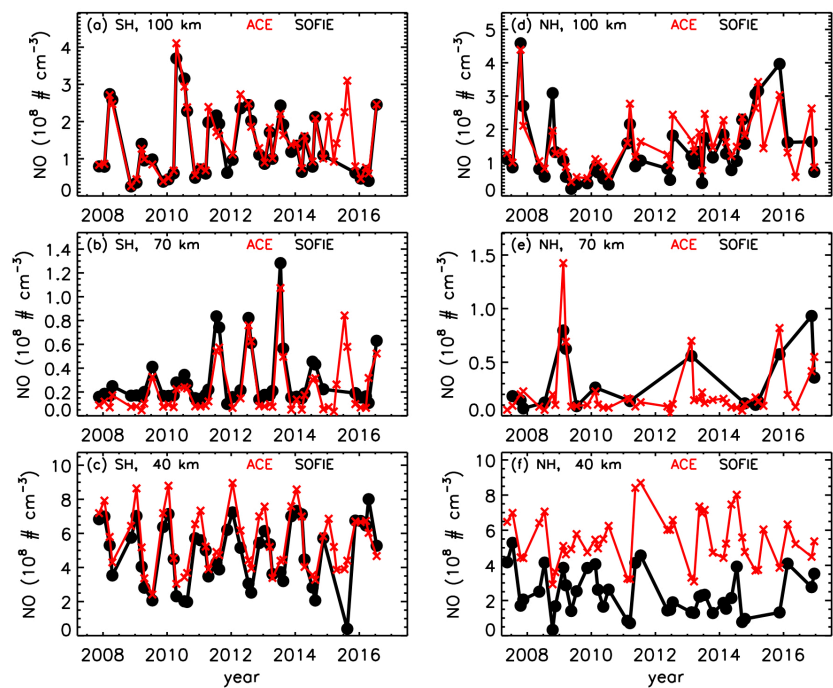 (a) SH, 100 km ACE SOFIE
NO (10⁸ # cm⁻³)
4
3
2
1
0
2008 2010 2012 2014 2016
(d) NH, 100 km ACE SOFIE
NO (10⁸ # cm⁻³)
5
4
3
2
1
0
2008 2010 2012 2014 2016
(b) SH, 70 km ACE SOFIE
NO (10⁸ # cm⁻³)
1.4
1.2
1.0
0.8
0.6
0.4
0.2
0.0
2008 2010 2012 2014 2016
(e) NH, 70 km ACE SOFIE
NO (10⁸ # cm⁻³)
1.5
1.0
0.5
0.0
2008 2010 2012 2014 2016
(c) SH, 40 km ACE SOFIE
NO (10⁸ # cm⁻³)
10
8
6
4
2
0
2008 2010 2012 2014 2016
year
(f) NH, 40 km ACE SOFIE
NO (10⁸ # cm⁻³)
10
8
6
4
2
0
2008 2010 2012 2014 2016
year